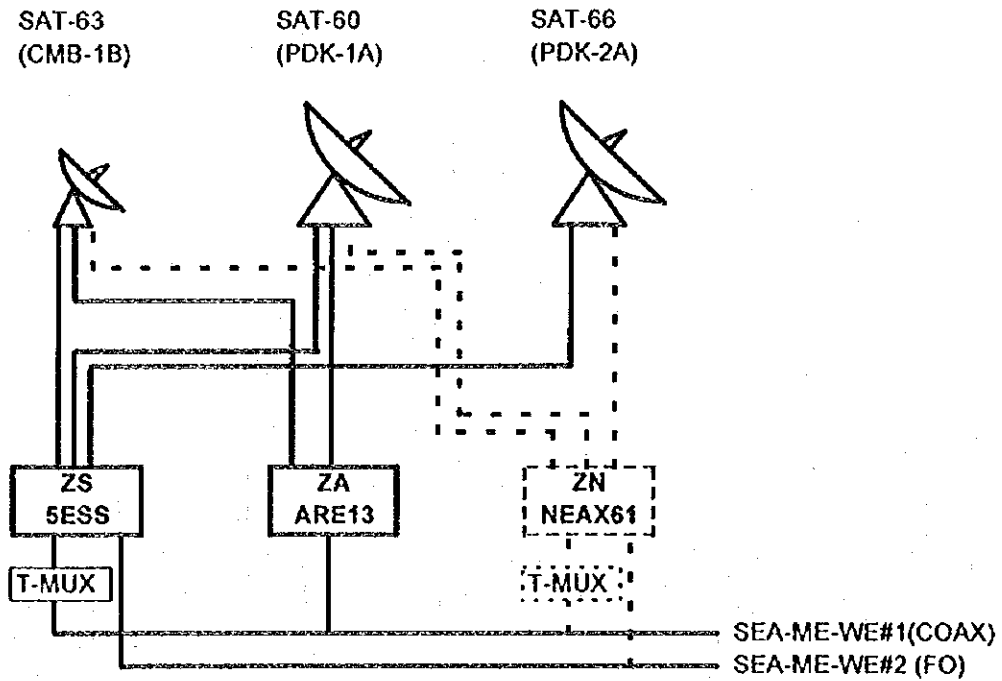 SAT-63 SAT-60 SAT-66
(CMB-1B) (PDK-1A) (PDK-2A)
ZS ZA ZN
5ESS ARE13 NEAX61
T-MUX T-MUX
SEA-ME-WE#1(COAX)
SEA-ME-WE#2 (FO)